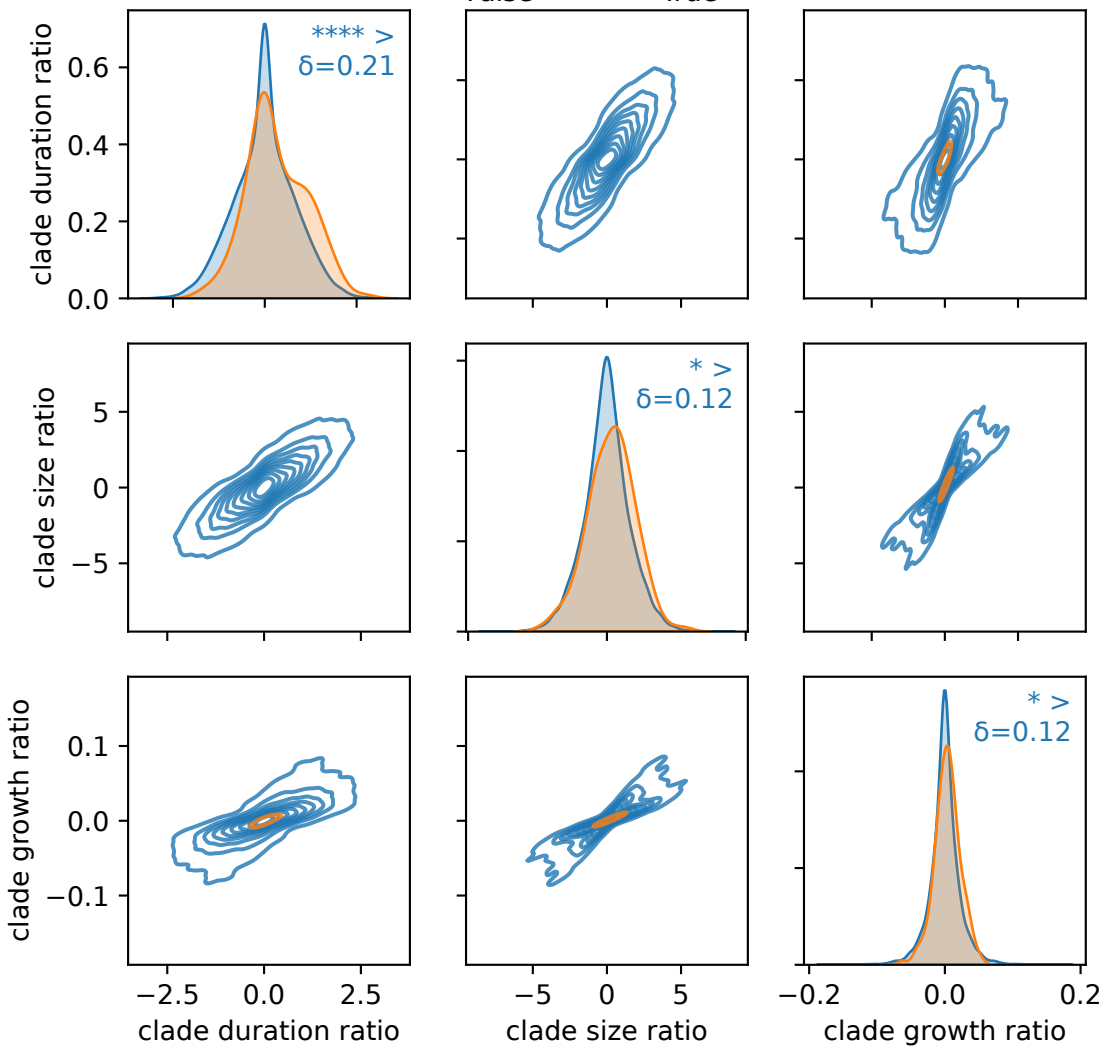 **** >
δ=0.21
clade duration ratio
0.6
0.4
0.2
0.0
* >
δ=0.12
clade size ratio
5
0
−5
* >
δ=0.12
clade growth ratio
0.1
0.0
−0.1
−2.5 0.0 2.5
−5 0 5
−0.2 0.0 0.2
clade duration ratio
clade size ratio
clade growth ratio